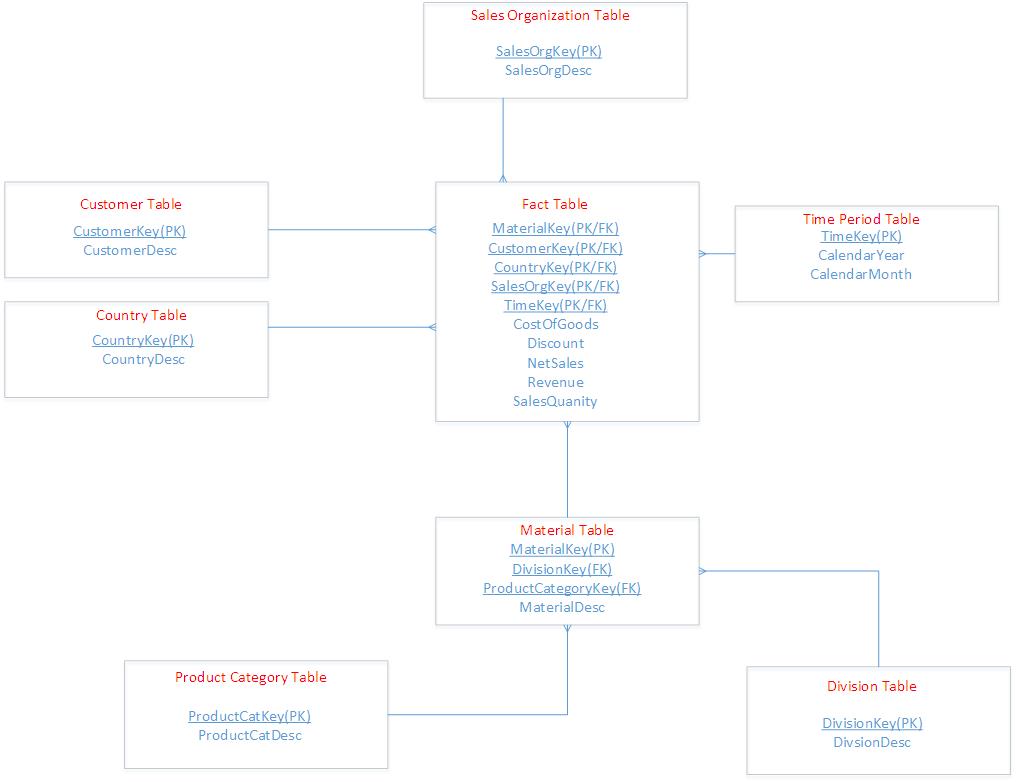 Sales Organization Table
SalesOrgKey(PK)
SalesOrgDesc
Customer Table
CustomerKey(PK)
CustomerDesc
Fact Table
MaterialKey(PK/FK)
CustomerKey(PK/FK)
CountryKey(PK/FK)
SalesOrgKey(PK/FK)
TimeKey(PK/FK)
CostOfGoods
Discount
NetSales
Revenue
SalesQuanity
Time Period Table
TimeKey(PK)
CalendarYear
CalendarMonth
Country Table
CountryKey(PK)
CountryDesc
Material Table
MaterialKey(PK)
DivisionKey(FK)
ProductCategoryKey(FK)
MaterialDesc
Product Category Table
ProductCatKey(PK)
ProductCatDesc
Division Table
DivisionKey(PK)
DivsionDesc